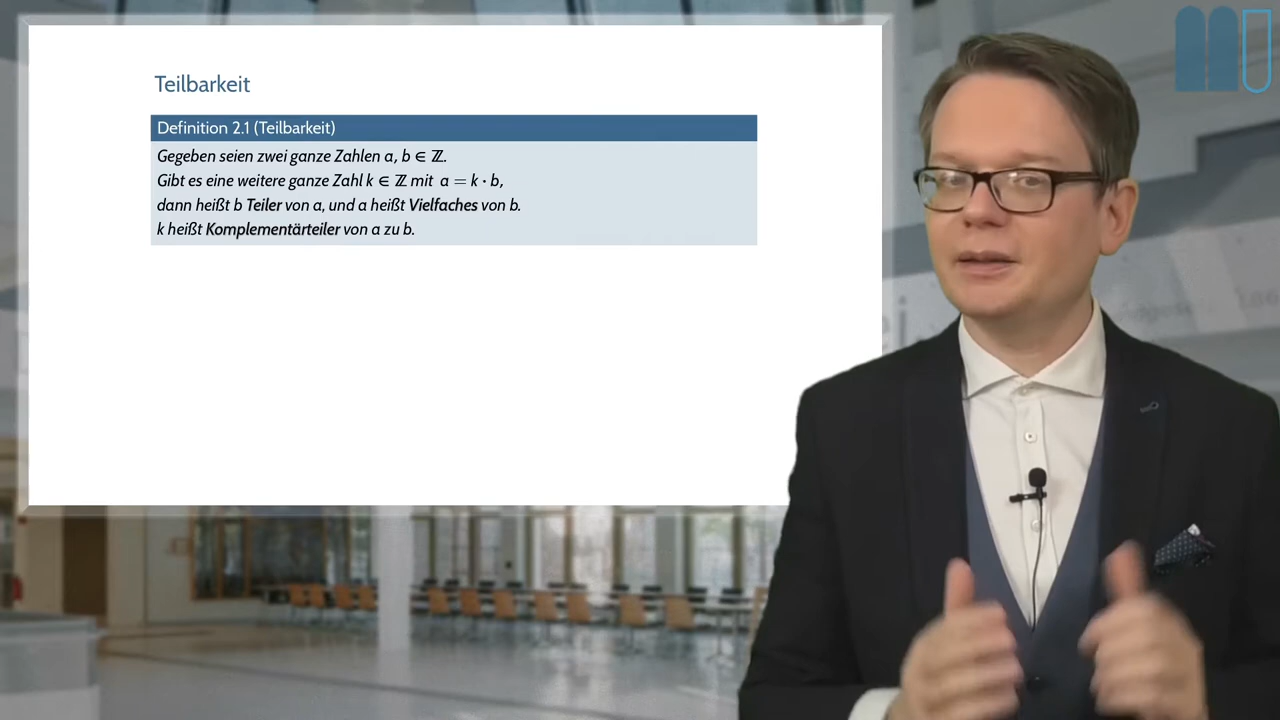 Teilbarkeit
Definition 2.1 (Teilbarkeit)
Gegeben seien zwei ganze Zahlen a, b ∈ ℤ.
Gibt es eine weitere ganze Zahl k ∈ ℤ mit a = k · b,
dann heißt b Teiler von a, und a heißt Vielfaches von b.
k heißt Komplementärteiler von a zu b.